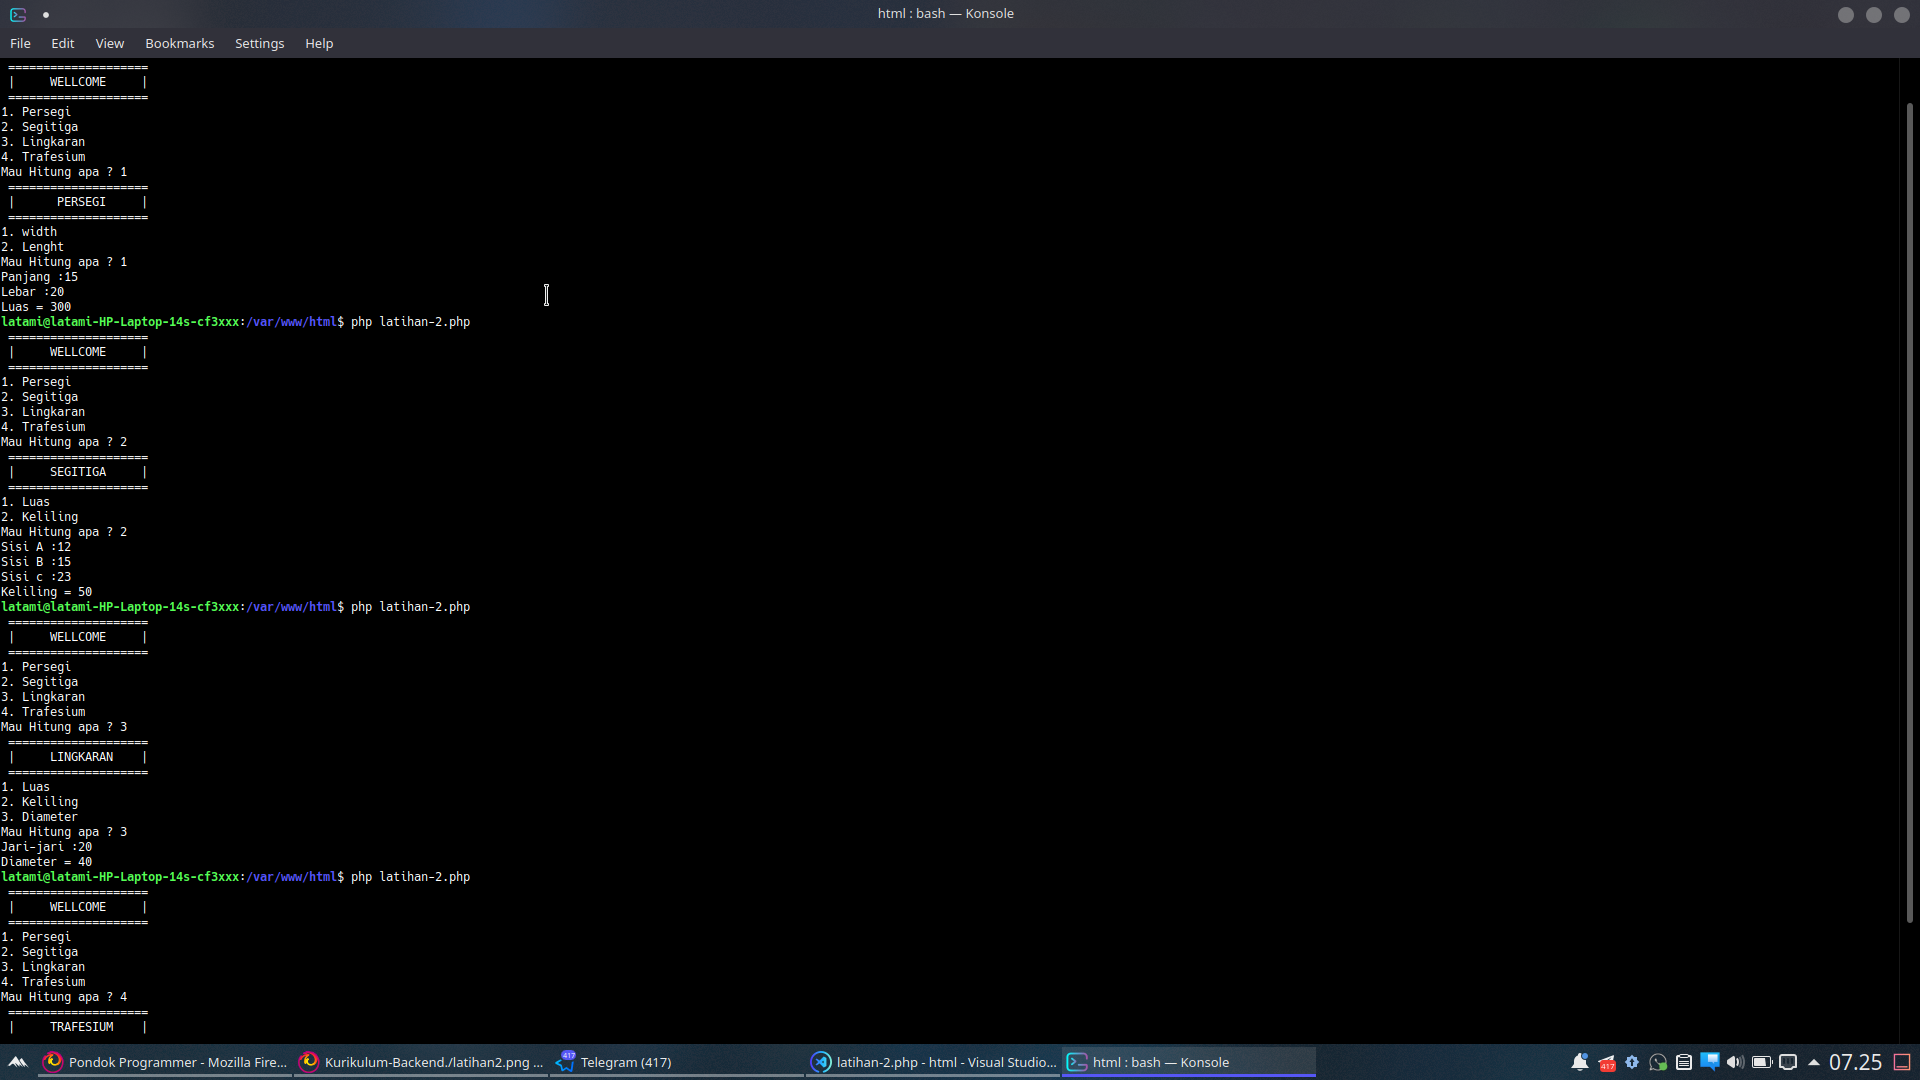 html : bash — Konsole
File Edit View Bookmarks Settings Help
====================
| WELLCOME |
====================
1. Persegi
2. Segitiga
3. Lingkaran
4. Trafesium
Mau Hitung apa ? 1
====================
| PERSEGI |
====================
1. width
2. Lenght
Mau Hitung apa ? 1
Panjang :15
Lebar :20
Luas = 300
latami@latami-HP-Laptop-14s-cf3xxx:/var/www/html$ php latihan-2.php
====================
| WELLCOME |
====================
1. Persegi
2. Segitiga
3. Lingkaran
4. Trafesium
Mau Hitung apa ? 2
====================
| SEGITIGA |
====================
1. Luas
2. Keliling
Mau Hitung apa ? 2
Sisi A :12
Sisi B :15
Sisi c :23
Keliling = 50
latami@latami-HP-Laptop-14s-cf3xxx:/var/www/html$ php latihan-2.php
====================
| WELLCOME |
====================
1. Persegi
2. Segitiga
3. Lingkaran
4. Trafesium
Mau Hitung apa ? 3
====================
| LINGKARAN |
====================
1. Luas
2. Keliling
3. Diameter
Mau Hitung apa ? 3
Jari-jari :20
Diameter = 40
latami@latami-HP-Laptop-14s-cf3xxx:/var/www/html$ php latihan-2.php
====================
| WELLCOME |
====================
1. Persegi
2. Segitiga
3. Lingkaran
4. Trafesium
Mau Hitung apa ? 4
====================
| TRAFESIUM |
Pondok Programmer - Mozilla Fire... Kurikulum-Backend./latihan2.png ... 417 Telegram (417) latihan-2.php - html - Visual Studio... html : bash — Konsole 417 07.25